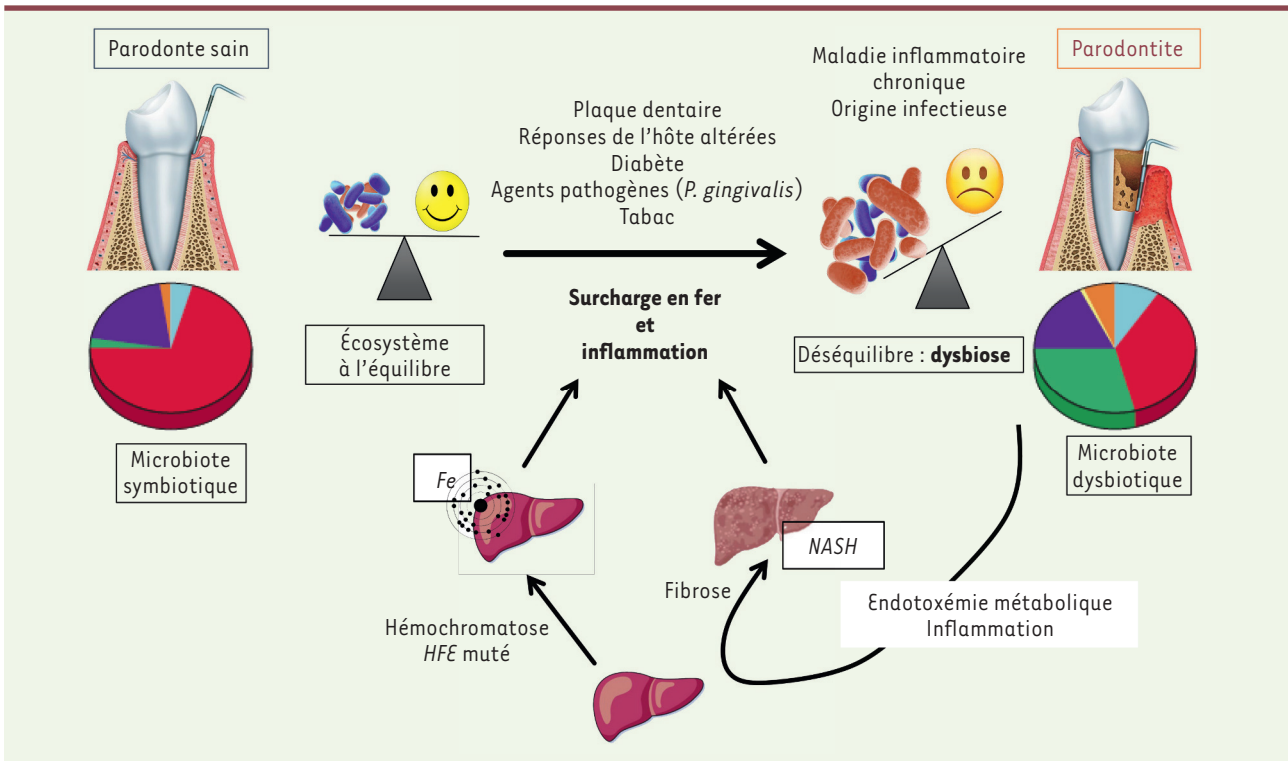 Parodonte sain
Plaque dentaire
Réponses de l’hôte altérées
Diabète
Agents pathogènes (P. gingivalis)
Tabac
Maladie inflammatoire
chronique
Origine infectieuse
Parodontite
Écosystème
à l’équilibre
Surcharge en fer
et
inflammation
Déséquilibre : dysbiose
Microbiote
symbiotique
Microbiote
dysbiotique
Fe
NASH
Fibrose
Endotoxémie métabolique
Inflammation
Hémochromatose
HFE muté